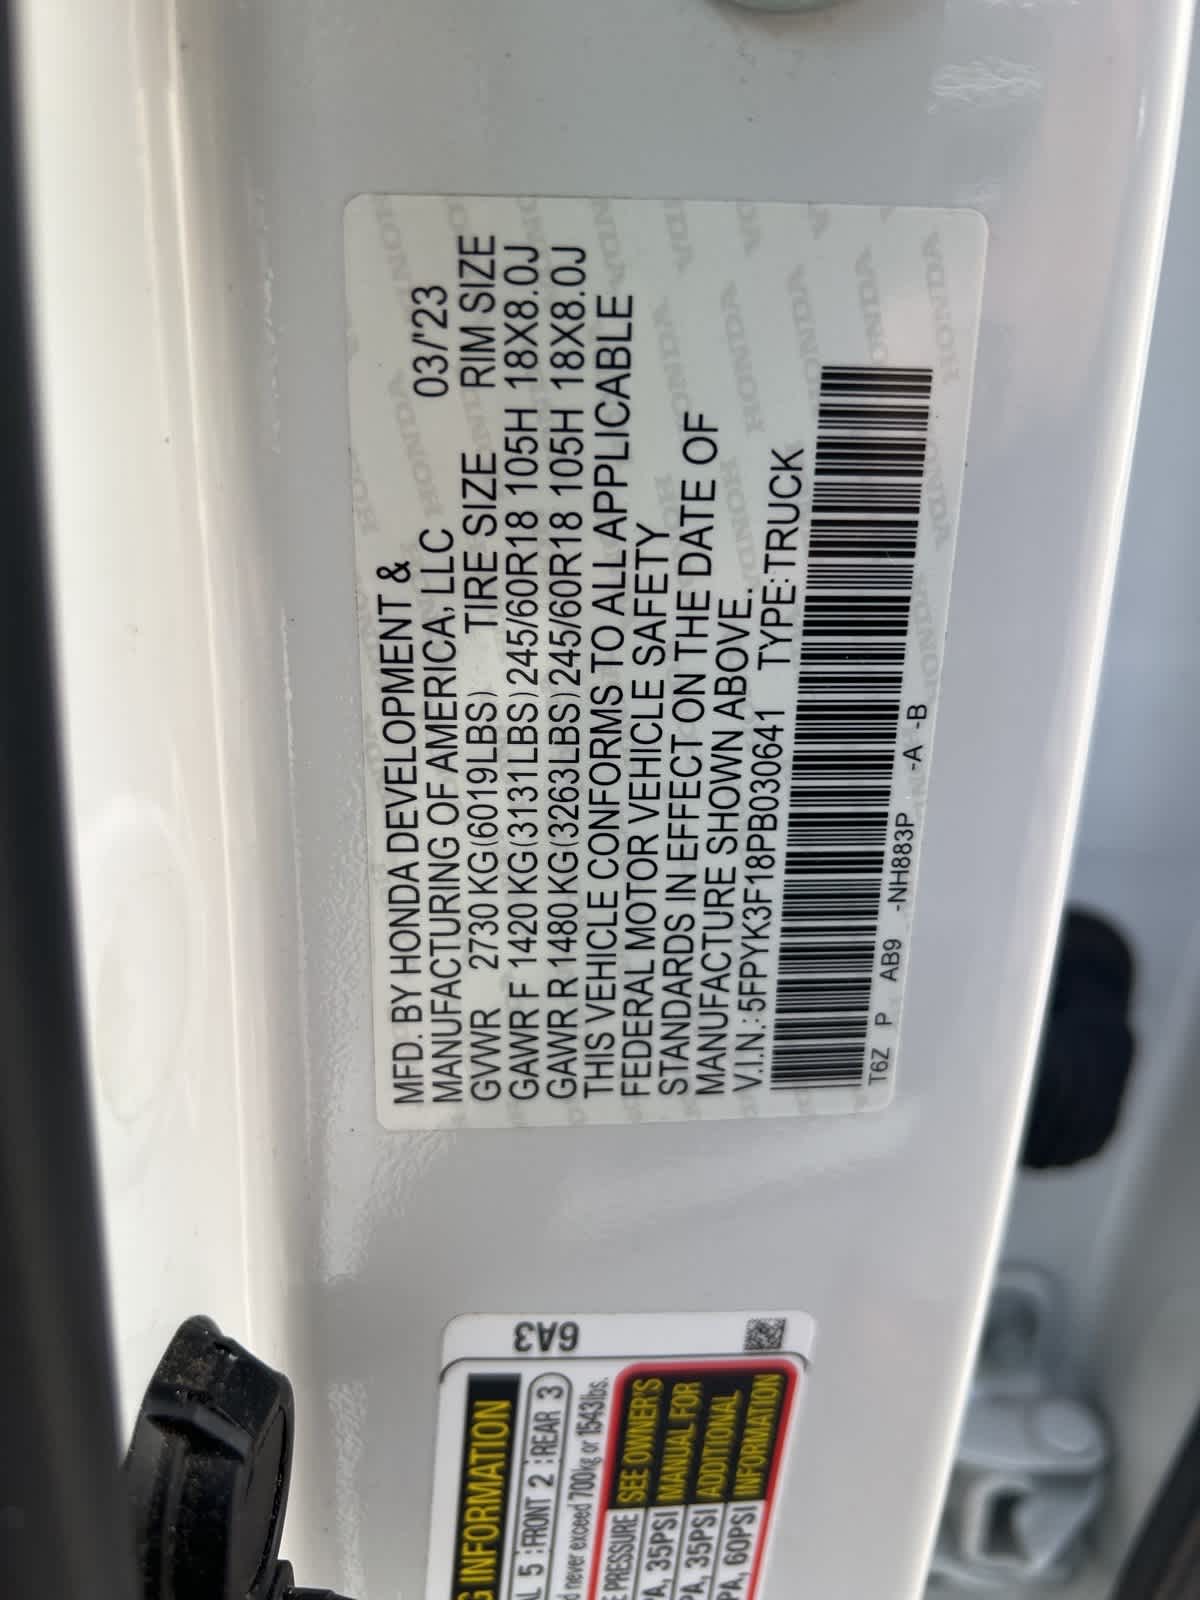 MFD. BY HONDA DEVELOPMENT &
MANUFACTURING OF AMERICA, LLC 03/'23
GVWR 2730 KG(6019LBS) TIRE SIZE RIM SIZE
GAWR F 1420 KG(3131LBS) 245/60R18 105H 18X8.0J
GAWR R 1480 KG(3263LBS) 245/60R18 105H 18X8.0J
THIS VEHICLE CONFORMS TO ALL APPLICABLE
FEDERAL MOTOR VEHICLE SAFETY
STANDARDS IN EFFECT ON THE DATE OF
MANUFACTURE SHOWN ABOVE.
V.I.N.: 5FPYK3F18PB030641 TYPE:TRUCK
T6Z P AB9 -NH883P -A -B
HONDA
6A3
INFORMATION
5 FRONT 2 REAR 3
never exceed 700kg or 1543lbs.
PRESSURE
35PSI
35PSI
60PSI
SEE OWNER'S
MANUAL FOR
ADDITIONAL
INFORMATION